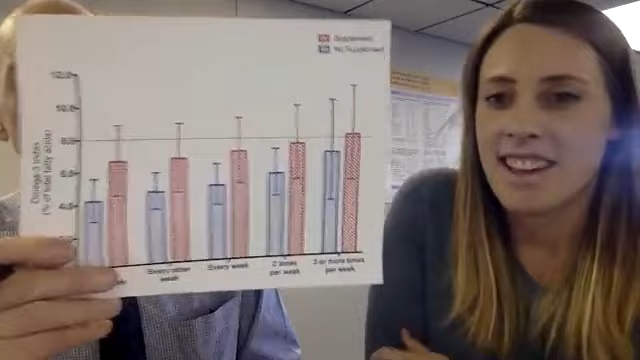 Supplement
No Supplement
12.0
10.0
8.0
6.0
4.0
Omega-3 Index
(% of total fatty acids)
Every other
week
Every week
2 times
per week
3 or more times
per week